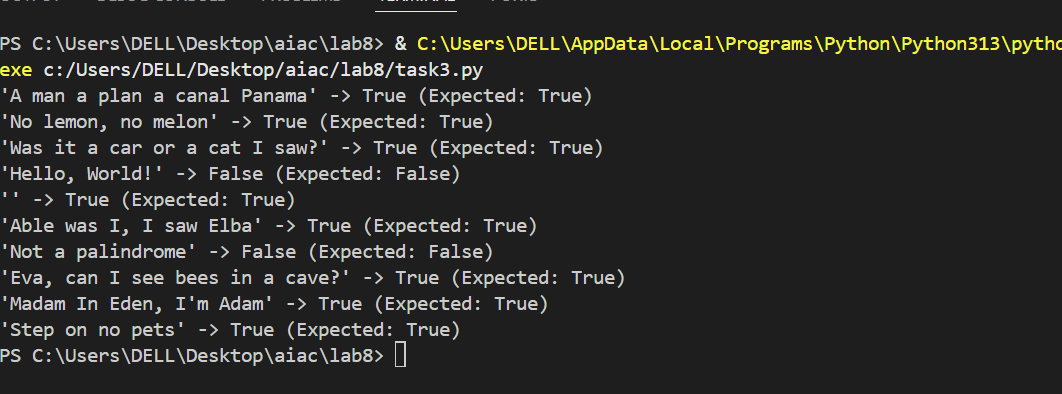 PS C:\Users\DELL\Desktop\aiac\lab8> & C:\Users\DELL\AppData\Local\Programs\Python\Python313\pytho
exe c:/Users/DELL/Desktop/aiac/lab8/task3.py
'A man a plan a canal Panama' -> True (Expected: True)
'No lemon, no melon' -> True (Expected: True)
'Was it a car or a cat I saw?' -> True (Expected: True)
'Hello, World!' -> False (Expected: False)
'' -> True (Expected: True)
'Able was I, I saw Elba' -> True (Expected: True)
'Not a palindrome' -> False (Expected: False)
'Eva, can I see bees in a cave?' -> True (Expected: True)
'Madam In Eden, I'm Adam' -> True (Expected: True)
'Step on no pets' -> True (Expected: True)
PS C:\Users\DELL\Desktop\aiac\lab8>